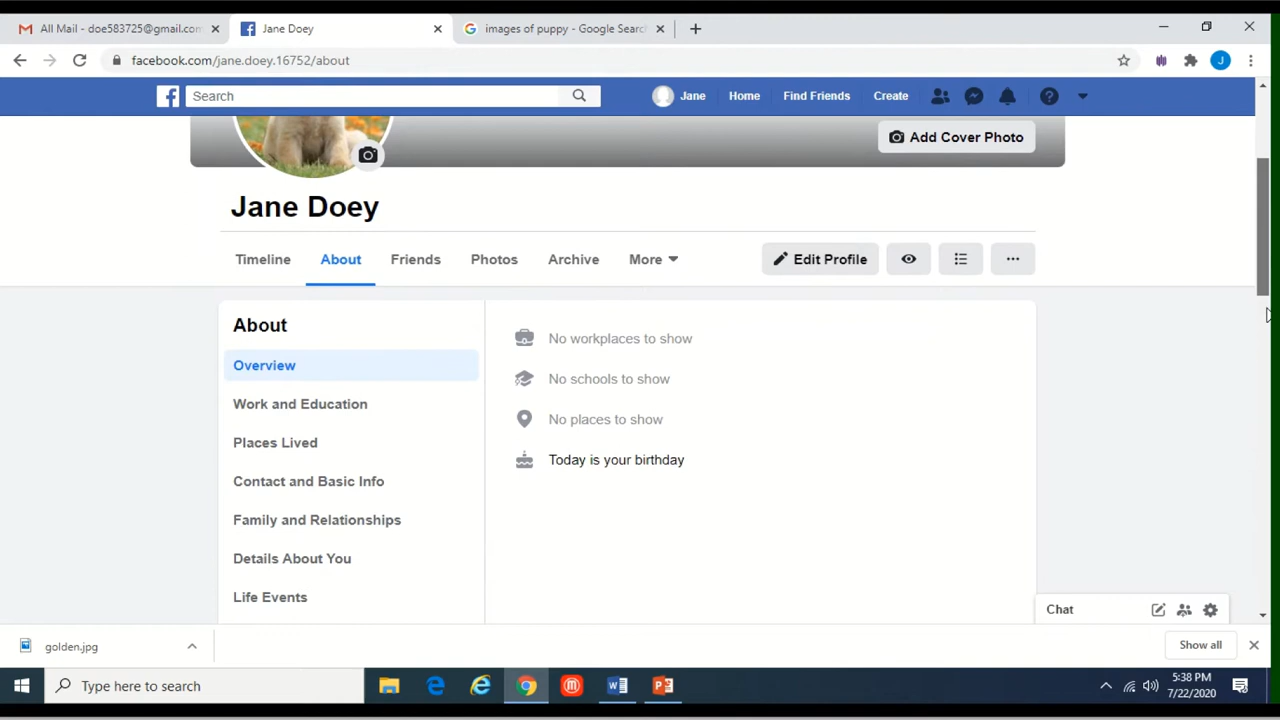 All Mail - doe583725@gmail.com
Jane Doey
images of puppy - Google Search
facebook.com/jane.doey.16752/about
J
Search
Jane
Home
Find Friends
Create
Add Cover Photo
Jane Doey
Timeline
About
Friends
Photos
Archive
More
Edit Profile
About
Overview
Work and Education
Places Lived
Contact and Basic Info
Family and Relationships
Details About You
Life Events
No workplaces to show
No schools to show
No places to show
Today is your birthday
Chat
golden.jpg
Show all
Type here to search
5:38 PM
7/22/2020